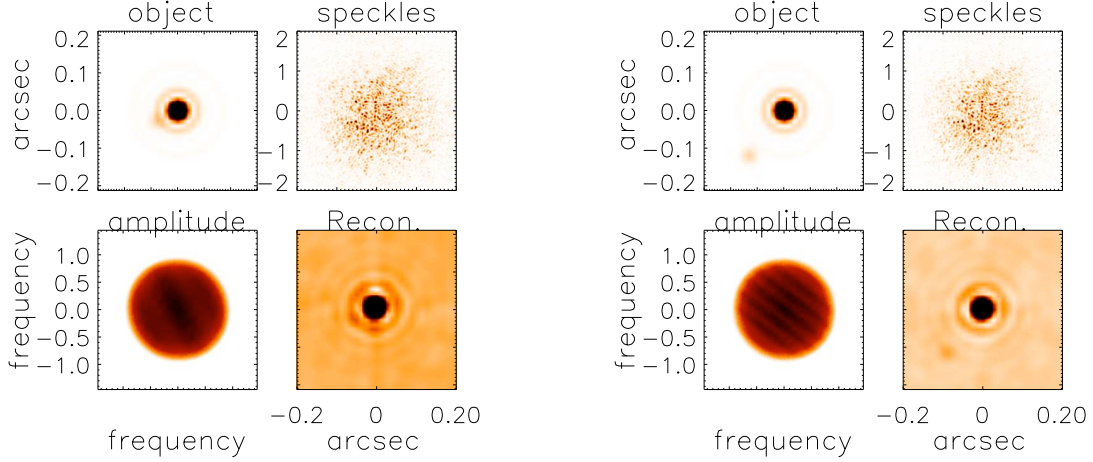 object speckles object speckles
0.2 2 0.2 2
0.1 1 0.1 1
arcsec 0.0 0 arcsec 0.0 0
−0.1 −1 −0.1 −1
−0.2 −2 −0.2 −2
amplitude Recon. amplitude Recon.
1.0 1.0
0.5 0.5
frequency 0.0 frequency 0.0
−0.5 −0.5
−1.0 −1.0
−0.2 0 0.20 −0.2 0 0.20
frequency arcsec frequency arcsec